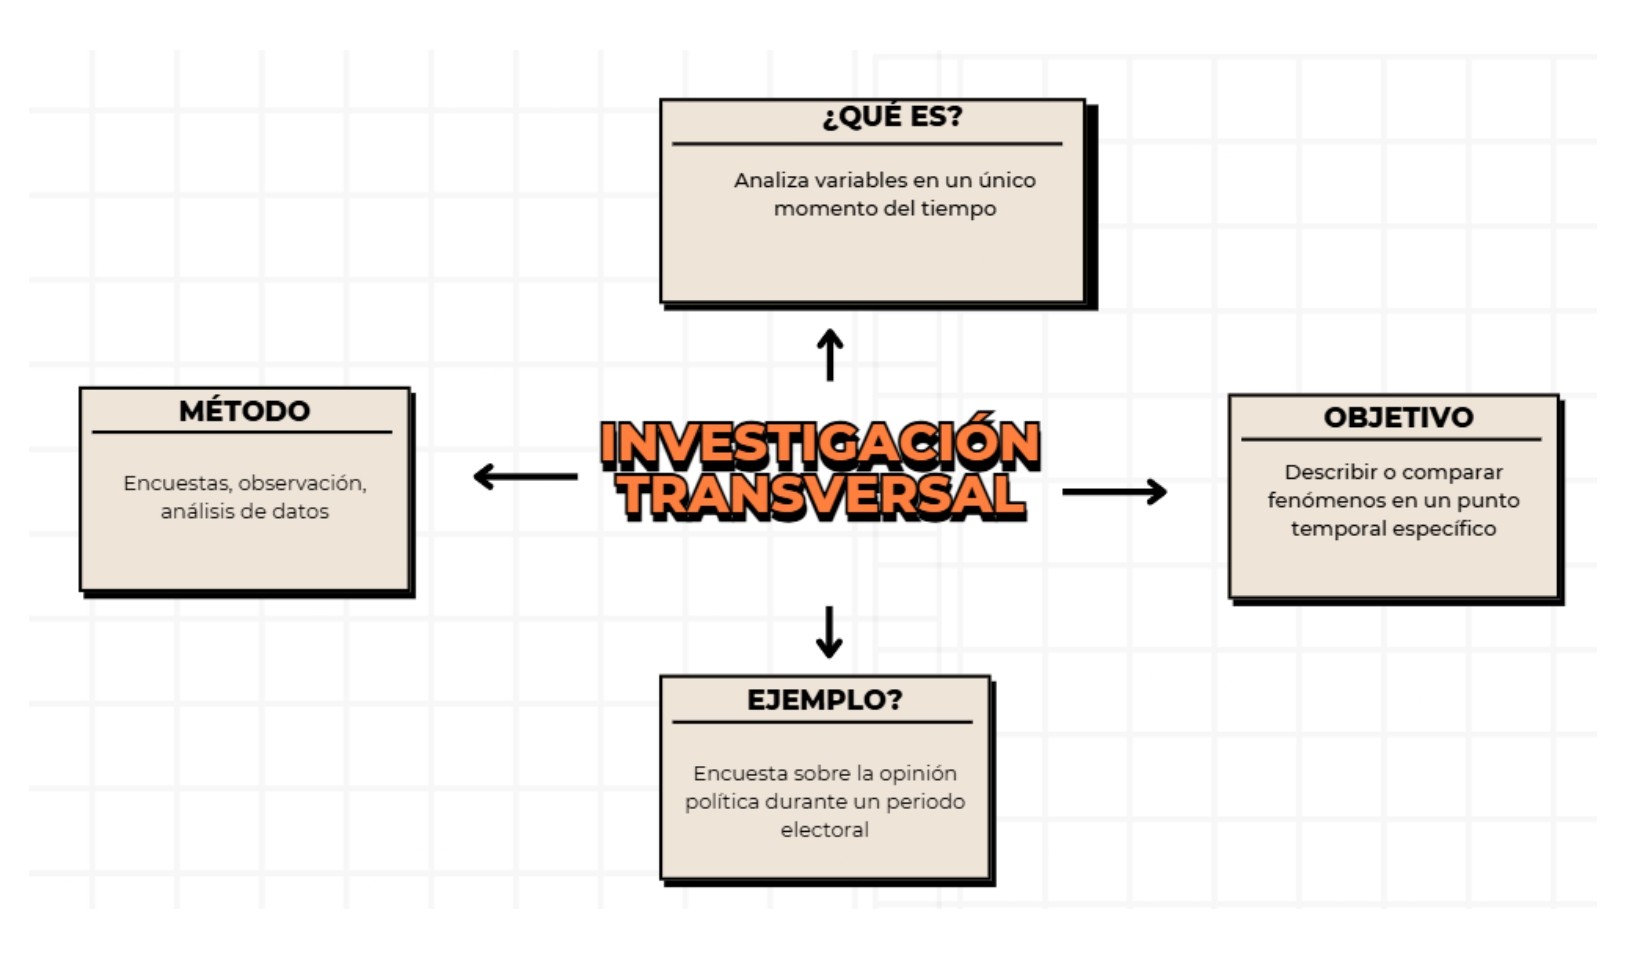 ¿QUÉ ES?
Analiza variables en un único
momento del tiempo
MÉTODO
Encuestas, observación,
análisis de datos
INVESTIGACIÓN
TRANSVERSAL
OBJETIVO
Describir o comparar
fenómenos en un punto
temporal específico
EJEMPLO?
Encuesta sobre la opinión
política durante un periodo
electoral